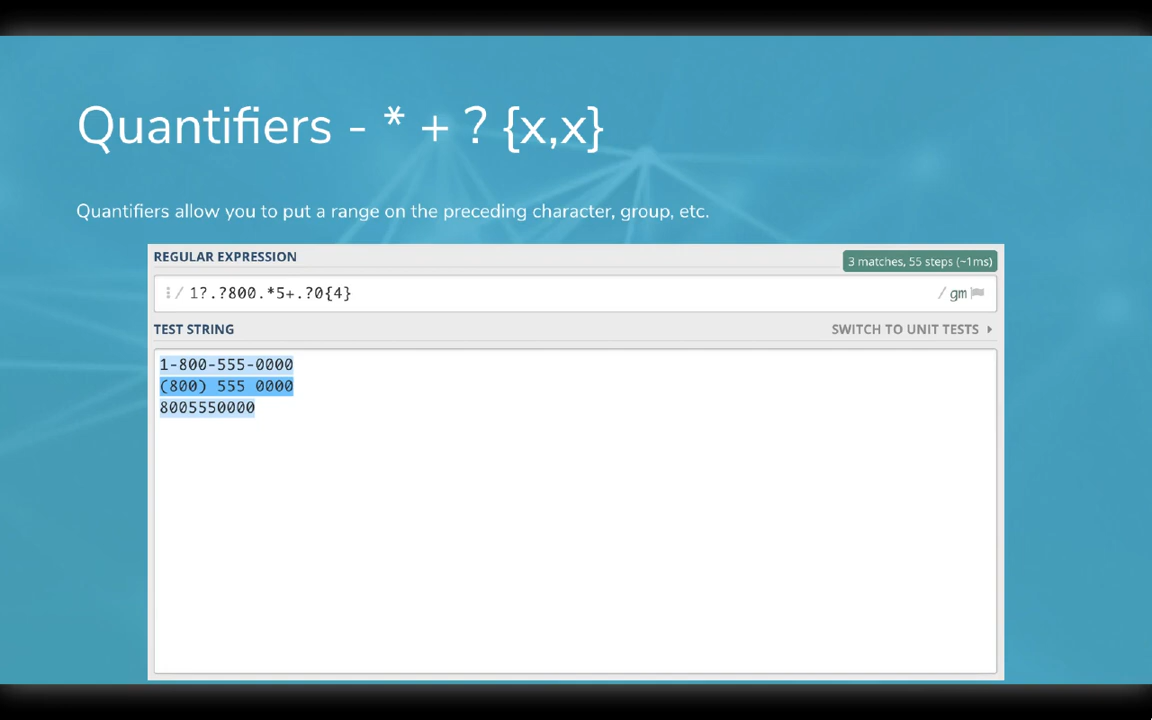 Quantifiers - * + ? {x,x}
Quantifiers allow you to put a range on the preceding character, group, etc.
REGULAR EXPRESSION
3 matches, 55 steps (~1ms)
/ 1?.?800.*5+.?0{4}
/ gm
TEST STRING
SWITCH TO UNIT TESTS
1-800-555-0000
(800) 555 0000
8005550000